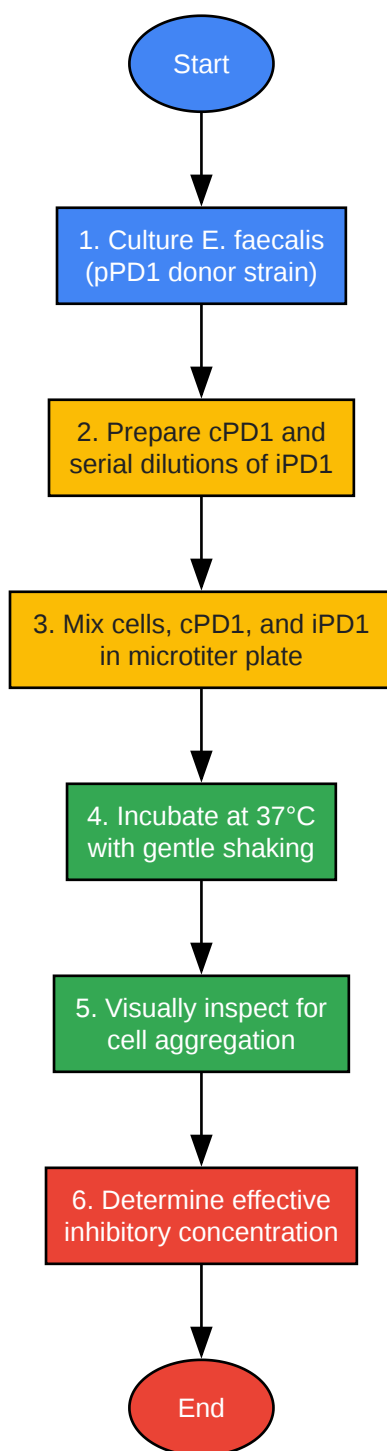 Start
1. Culture E. faecalis
(pPD1 donor strain)
2. Prepare cPD1 and
serial dilutions of iPD1
3. Mix cells, cPD1, and iPD1
in microtiter plate
4. Incubate at 37°C
with gentle shaking
5. Visually inspect for
cell aggregation
6. Determine effective
inhibitory concentration
End